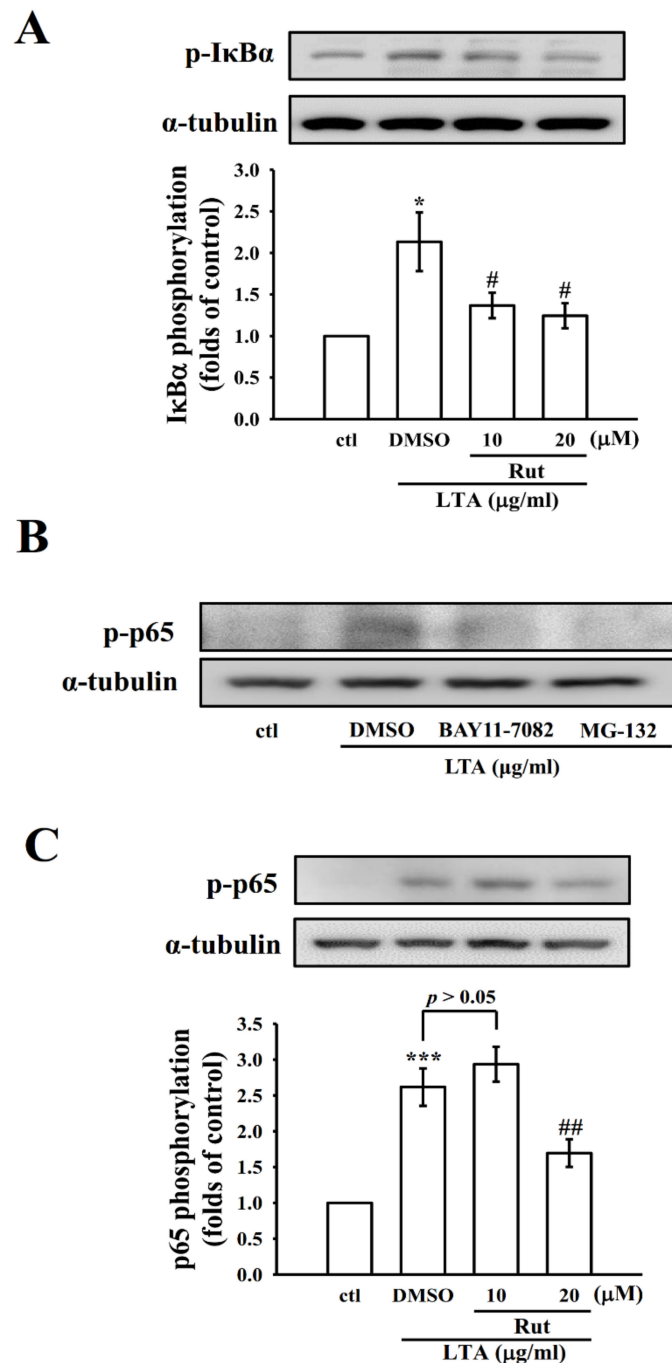 A
p-IκBα
α-tubulin
IκBα phosphorylation
(folds of control)
3.0
2.5
2.0
1.5
1.0
0.5
0.0
*
#
#
ctl DMSO 10 20 (μM)
Rut
LTA (μg/ml)
B
p-p65
α-tubulin
ctl DMSO BAY11-7082 MG-132
LTA (μg/ml)
C
p-p65
α-tubulin
p65 phosphorylation
(folds of control)
3.5
3.0
2.5
2.0
1.5
1.0
0.5
0.0
p > 0.05
***
##
ctl DMSO 10 20 (μM)
Rut
LTA (μg/ml)